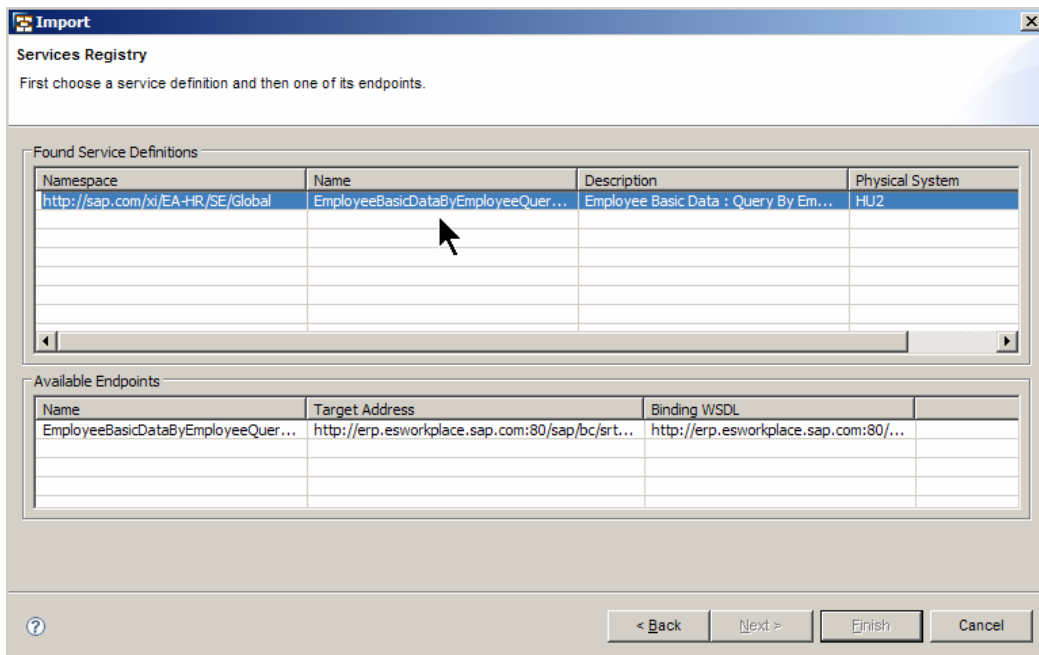 Import
Services Registry
First choose a service definition and then one of its endpoints.
Found Service Definitions
Namespace Name Description Physical System
http://sap.com/xi/EA-HR/SE/Global EmployeeBasicDataByEmployeeQuer... Employee Basic Data : Query By Em... HU2
Available Endpoints
Name Target Address Binding WSDL
EmployeeBasicDataByEmployeeQuer... http://erp.esworkplace.sap.com:80/sap/bc/srt... http://erp.esworkplace.sap.com:80/...
? < Back Next > Finish Cancel